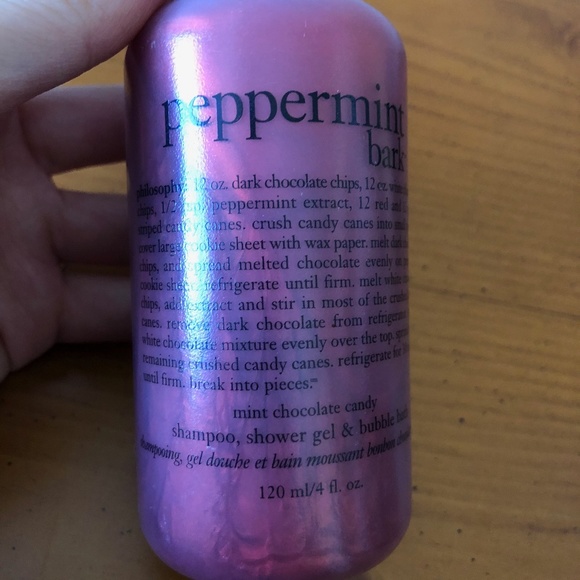 peppermint
bark
philosophy: 12 oz. dark chocolate chips, 12 oz.
chips, 1/2 peppermint extract, 12 red and
candy canes. crush candy canes into
cover large cookie sheet with wax paper. melt dark
chips, and spread melted chocolate evenly
cookie sheet. refrigerate until firm. melt white
chips, add extract and stir in most of the
canes. remove dark chocolate from
white chocolate mixture evenly over the top.
remaining crushed candy canes. refrigerate
until firm. break into pieces.℠
mint chocolate candy
shampoo, shower gel & bubble
shampooing, gel douche et bain moussant bonbon
120 ml/4 fl. oz.